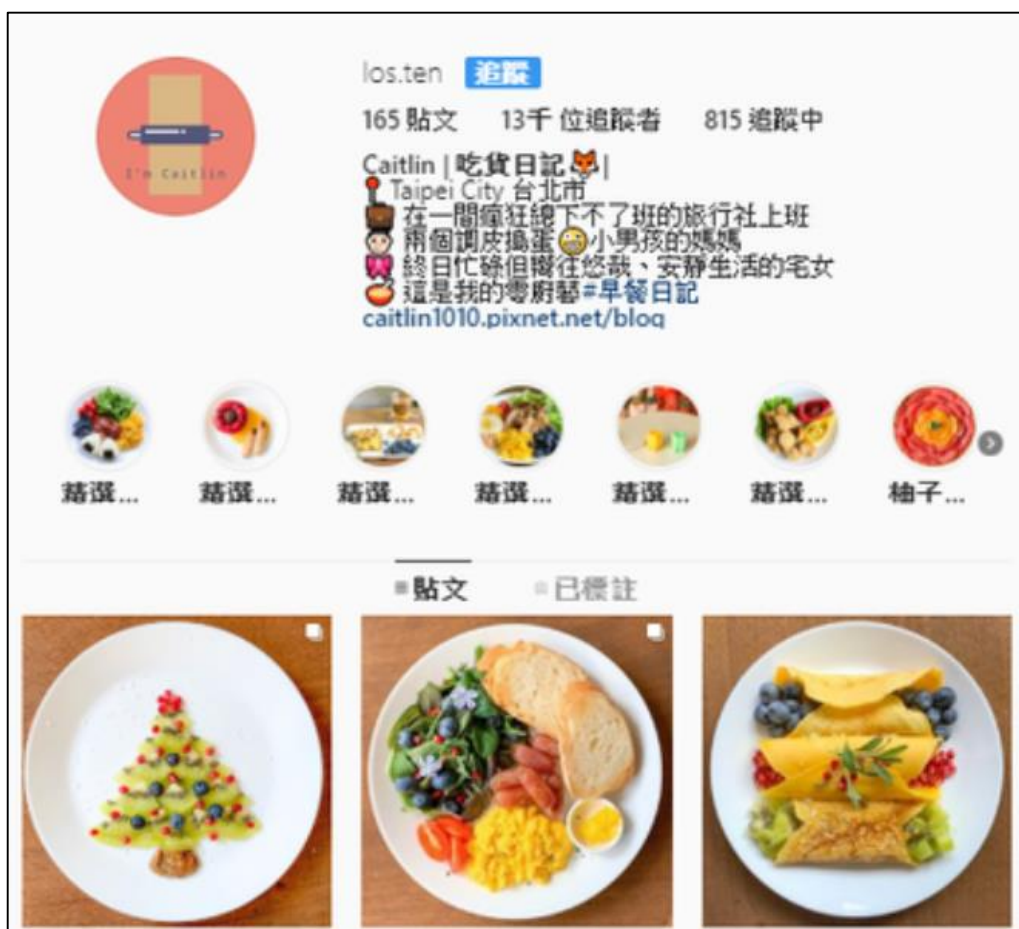 I'm Caitlin
los.ten 追蹤
165 貼文 13千 位追蹤者 815 追蹤中
Caitlin | 吃貨日記🦊|
📍 Taipei City 台北市
💼 在一間瘋狂總下不了班的旅行社上班
👦🏻 兩個調皮搗蛋😁小男孩的媽媽
🎀 終日忙碌但嚮往悠哉、安靜生活的宅女
🍲 這是我的零廚藝#早餐日記
caitlin1010.pixnet.net/blog
精選... 精選... 精選... 精選... 精選... 精選... 柚子...
貼文 已標註